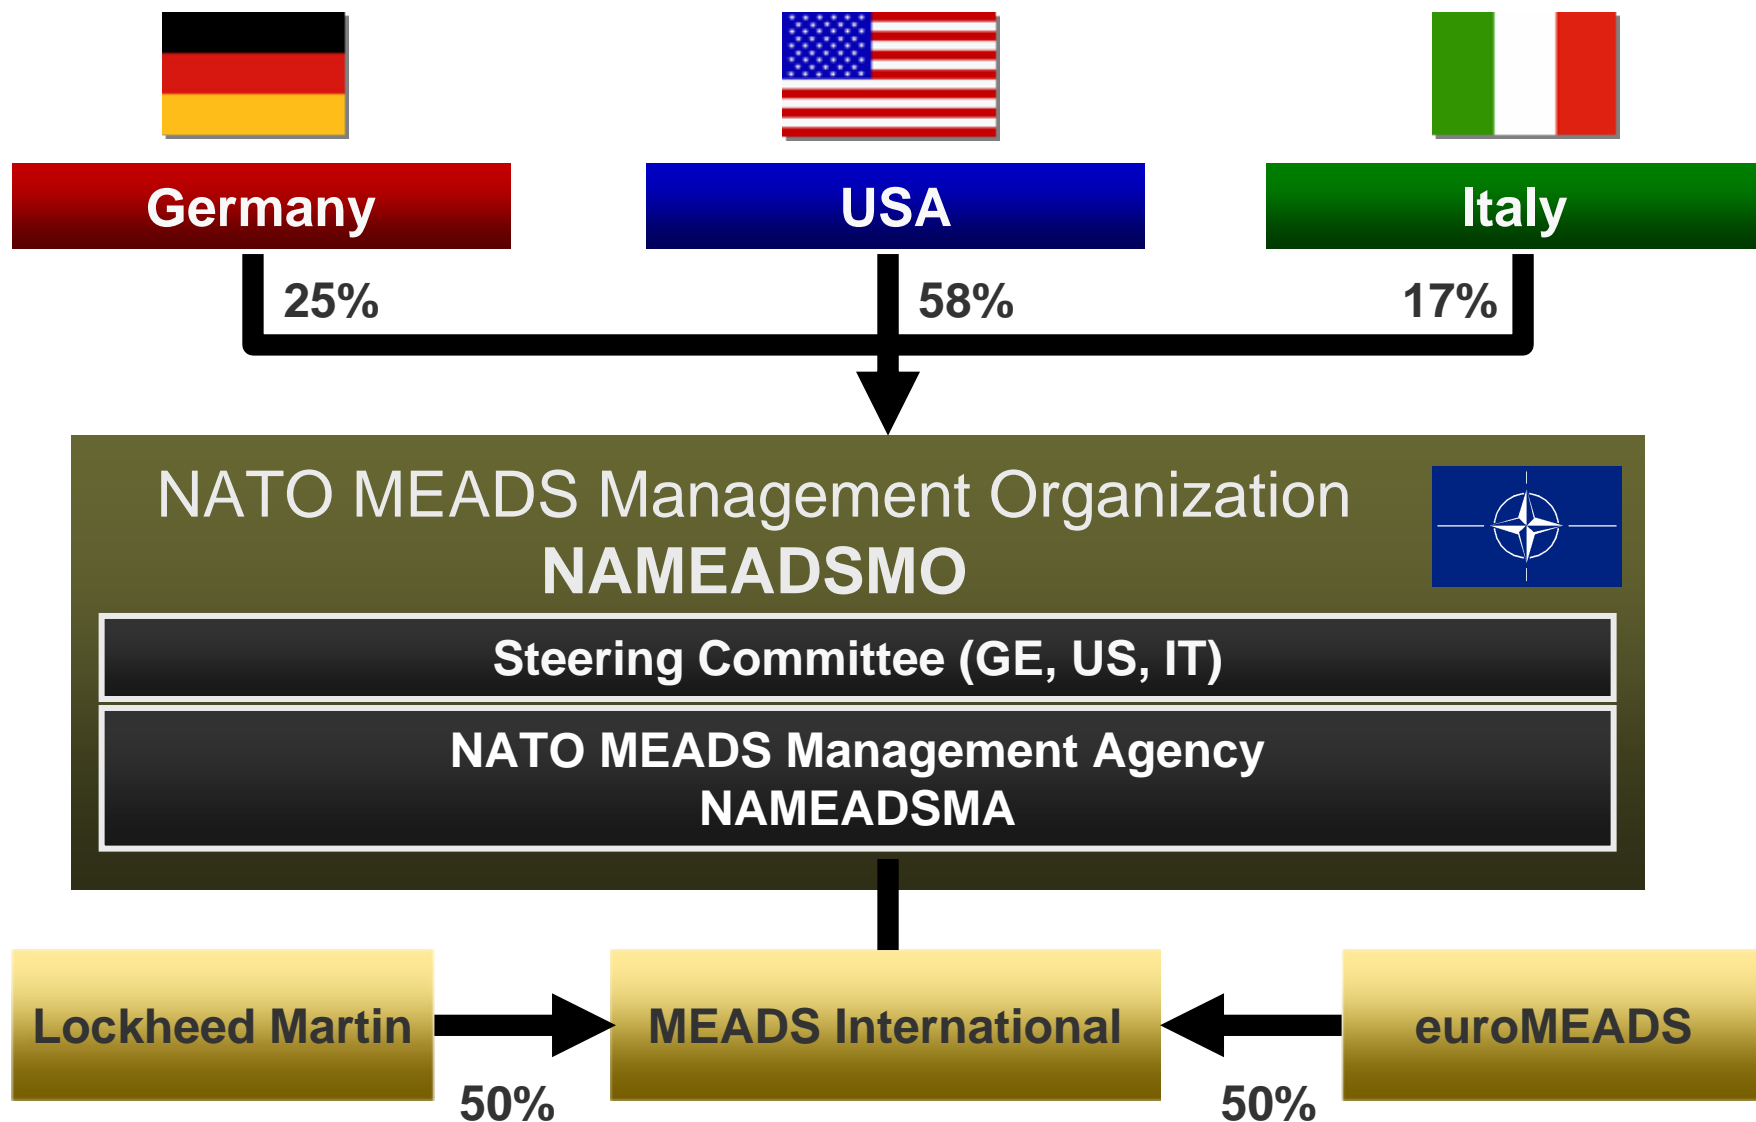 Germany
USA
Italy
25%
58%
17%
NATO MEADS Management Organization
NAMEADSMO
Steering Committee (GE, US, IT)
NATO MEADS Management Agency
NAMEADSMA
Lockheed Martin
MEADS International
euroMEADS
50%
50%